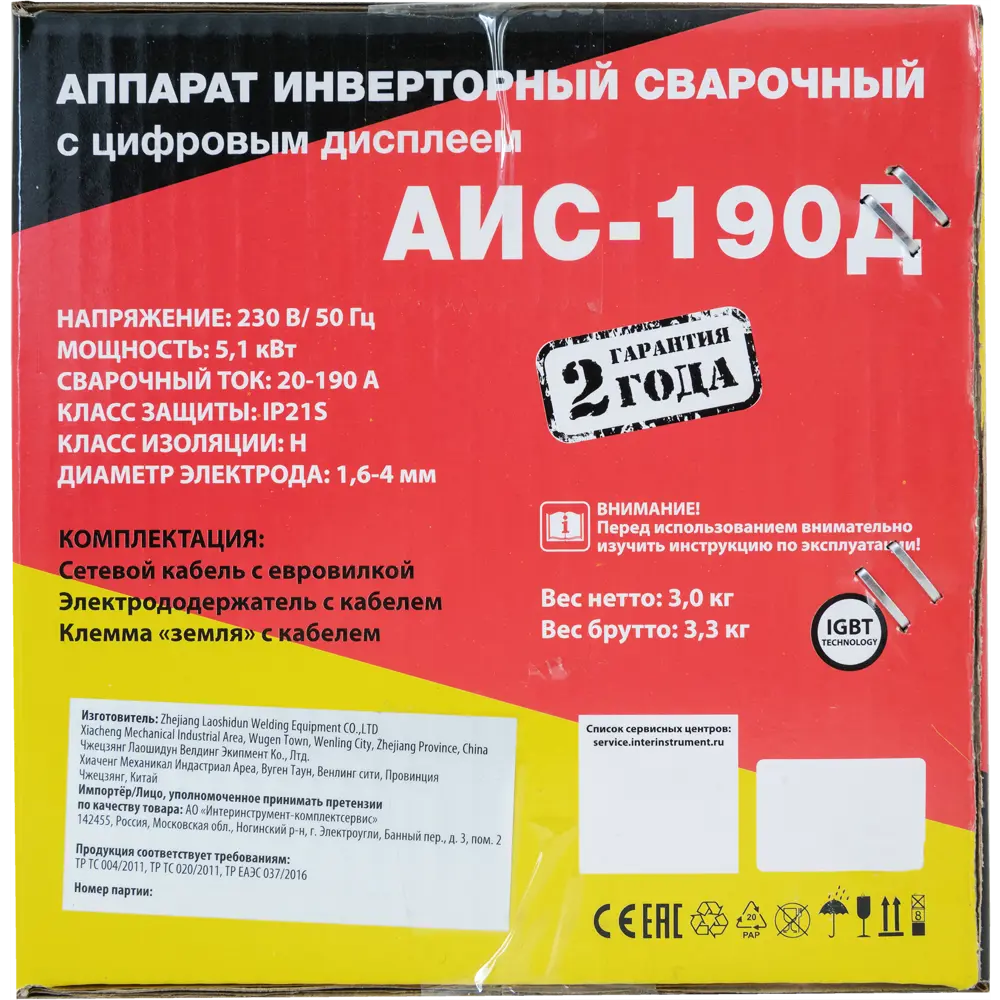 АППАРАТ ИНВЕРТОРНЫЙ СВАРОЧНЫЙ
с цифровым дисплеем
АИС-190Д
НАПРЯЖЕНИЕ: 230 В/ 50 Гц
МОЩНОСТЬ: 5,1 кВт
СВАРОЧНЫЙ ТОК: 20-190 А
КЛАСС ЗАЩИТЫ: IP21S
КЛАСС ИЗОЛЯЦИИ: H
ДИАМЕТР ЭЛЕКТРОДА: 1,6-4 мм
ГАРАНТИЯ
2 ГОДА
КОМПЛЕКТАЦИЯ:
Сетевой кабель с евровилкой
Электрододержатель с кабелем
Клемма «земля» с кабелем
ВНИМАНИЕ!
Перед использованием внимательно
изучить инструкцию по эксплуатации!
Вес нетто: 3,0 кг
Вес брутто: 3,3 кг
IGBT
TECHNOLOGY
Изготовитель: Zhejiang Laoshidun Welding Equipment CO.,LTD
Xiacheng Mechanical Industrial Area, Wugen Town, Wenling City, Zhejiang Province, China
Чжецзянг Лаошидун Велдинг Экипмент Ко., Лтд.
Хиаченг Механикал Индастриал Ареа, Вуген Таун, Венлинг сити, Провинция
Чжецзянг, Китай
Импортёр/Лицо, уполномоченное принимать претензии
по качеству товара: АО «Интеринструмент-комплектсервис»
142455, Россия, Московская обл., Ногинский р-н, г. Электроугли, Банный пер., д. 3, пом. 2
Продукция соответствует требованиям:
ТР ТС 004/2011, ТР ТС 020/2011, ТР ЕАЭС 037/2016
Номер партии:
Список сервисных центров:
service.interinstrument.ru
CE EAC
20
PAP
8